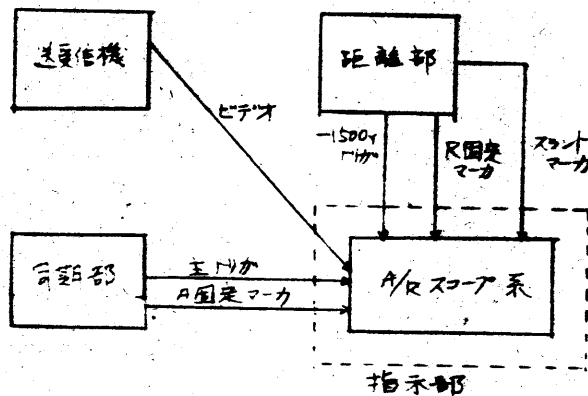 送受信機
距離部
ビデオ
-1500r
トリガ
R固定
マーカ
スラント
マーカ
同期部
主トリガ
A固定マーカ
A/Rスコープ系
指示部